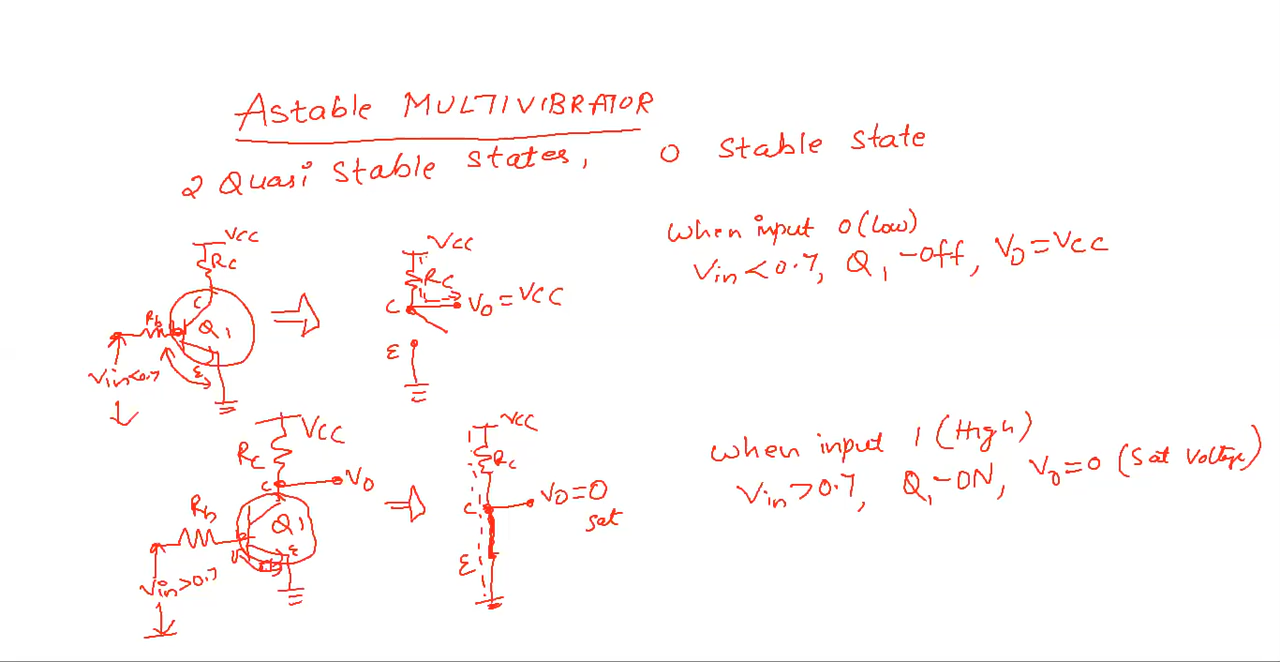 Astable MULTIVIBRATOR
2 Quasi stable states, 0 stable state
When input 0 (Low)
Vin < 0.7, Q1 - Off, VO = VCC
VCC
RC
C
Rb
Q1
E
Vin<0.7
VCC
RC
C
VO = VCC
E
When input 1 (High)
Vin > 0.7, Q1 - ON, VO = 0 (Sat Voltage)
VCC
RC
C
VO
Rb
Q1
E
Vin>0.7
VCC
RC
C
VO = 0
sat
E